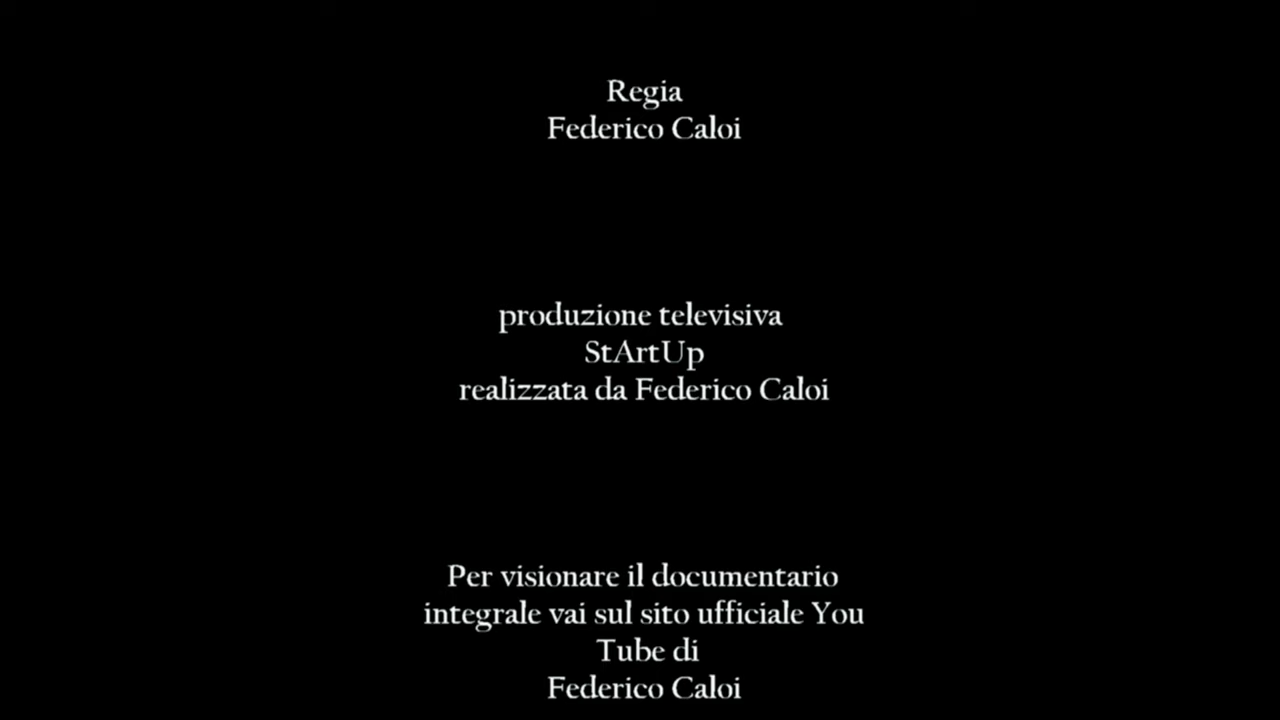 Regia
Federico Caloi
produzione televisiva
StArtUp
realizzata da Federico Caloi
Per visionare il documentario
integrale vai sul sito ufficiale You
Tube di
Federico Caloi